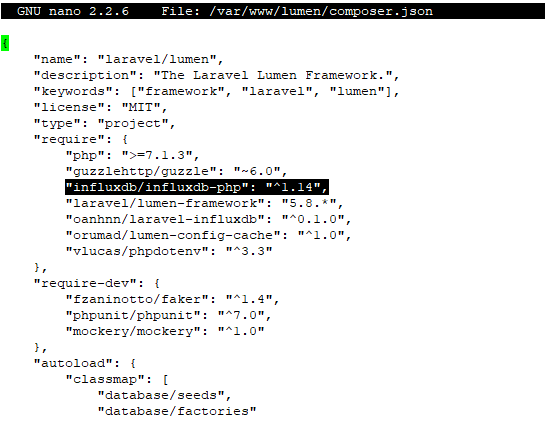 GNU nano 2.2.6    File: /var/www/lumen/composer.json
{
    "name": "laravel/lumen",
    "description": "The Laravel Lumen Framework.",
    "keywords": ["framework", "laravel", "lumen"],
    "license": "MIT",
    "type": "project",
    "require": {
        "php": ">=7.1.3",
        "guzzlehttp/guzzle": "~6.0",
        "influxdb/influxdb-php": "^1.14",
        "laravel/lumen-framework": "5.8.*",
        "oanhnn/laravel-influxdb": "^0.1.0",
        "orumad/lumen-config-cache": "^1.0",
        "vlucas/phpdotenv": "^3.3"
    },
    "require-dev": {
        "fzaninotto/faker": "^1.4",
        "phpunit/phpunit": "^7.0",
        "mockery/mockery": "^1.0"
    },
    "autoload": {
        "classmap": [
            "database/seeds",
            "database/factories"